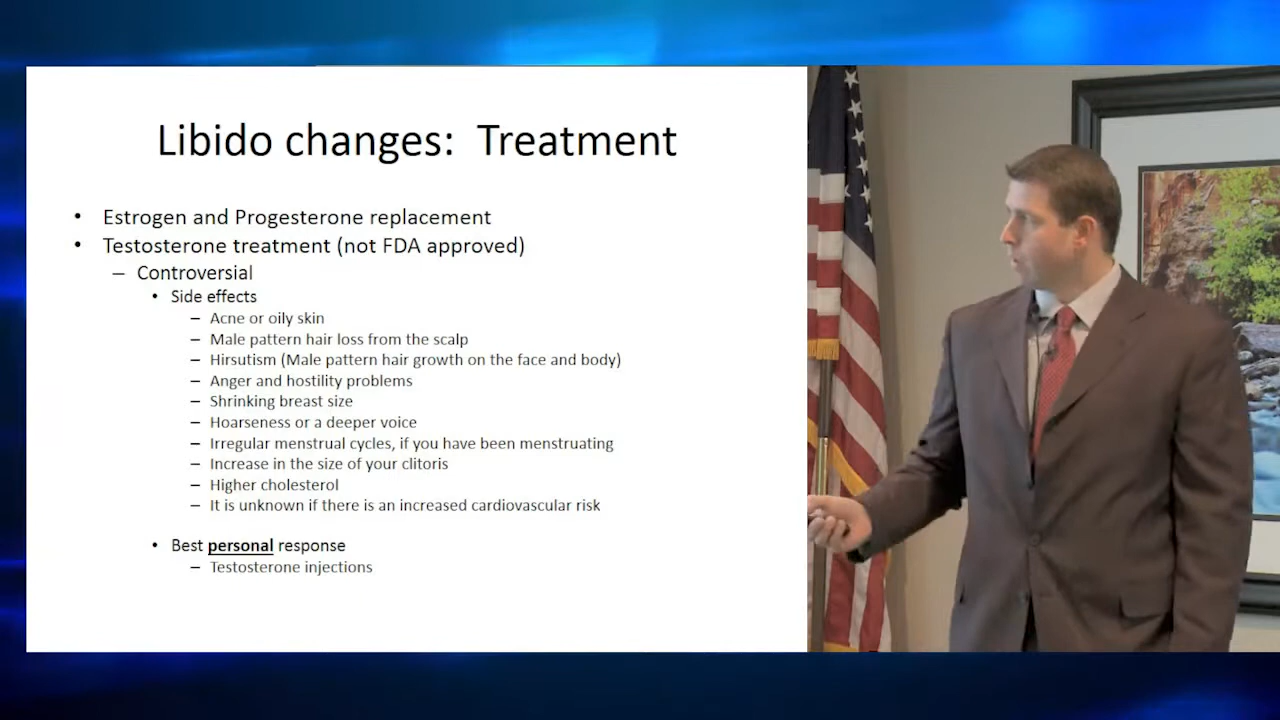 Libido changes: Treatment
• Estrogen and Progesterone replacement
• Testosterone treatment (not FDA approved)
– Controversial
• Side effects
– Acne or oily skin
– Male pattern hair loss from the scalp
– Hirsutism (Male pattern hair growth on the face and body)
– Anger and hostility problems
– Shrinking breast size
– Hoarseness or a deeper voice
– Irregular menstrual cycles, if you have been menstruating
– Increase in the size of your clitoris
– Higher cholesterol
– It is unknown if there is an increased cardiovascular risk
• Best personal response
– Testosterone injections